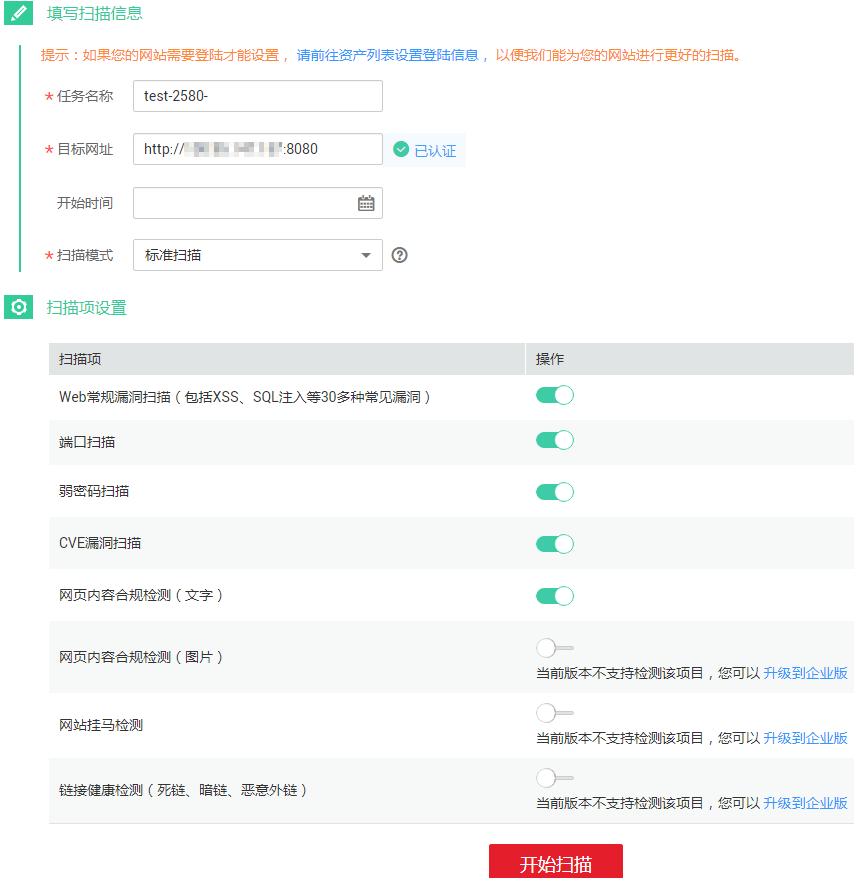 填写扫描信息
提示：如果您的网站需要登陆才能设置，请前往资产列表设置登陆信息，以便我们能为您的网站进行更好的扫描。
* 任务名称 test-2580-
* 目标网址 http:// :8080 已认证
开始时间
* 扫描模式 标准扫描
扫描项设置
扫描项 操作
Web常规漏洞扫描（包括XSS、SQL注入等30多种常见漏洞）
端口扫描
弱密码扫描
CVE漏洞扫描
网页内容合规检测（文字）
网页内容合规检测（图片）
当前版本不支持检测该项目，您可以 升级到企业版
网站挂马检测
当前版本不支持检测该项目，您可以 升级到企业版
链接健康检测（死链、暗链、恶意外链）
当前版本不支持检测该项目，您可以 升级到企业版
开始扫描